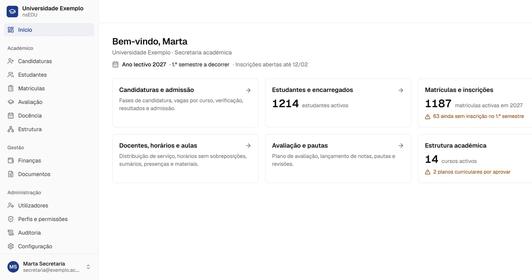 Universidade Exemplo
nsEDU
Início
Académico
Candidaturas
Estudantes
Matrículas
Avaliação
Docência
Estrutura
Gestão
Finanças
Documentos
Administração
Utilizadores
Perfis e permissões
Auditoria
Configuração
MS
Marta Secretaria
secretaria@exemplo.ac...
Bem-vindo, Marta
Universidade Exemplo · Secretaria académica
Ano lectivo 2027 · 1.º semestre a decorrer · Inscrições abertas até 12/02
Candidaturas e admissão
Fases de candidatura, vagas por curso, verificação,
resultados e admissão.
Estudantes e encarregados
1214 estudantes activos
Matrículas e inscrições
1187 matrículas activas em 2027
63 ainda sem inscrição no 1.º semestre
Docentes, horários e aulas
Distribuição de serviço, horários sem sobreposições,
sumários, presenças e materiais.
Avaliação e pautas
Plano de avaliação, lançamento de notas, pautas e
revisões.
Estrutura académica
14 cursos activos
2 planos curriculares por aprovar